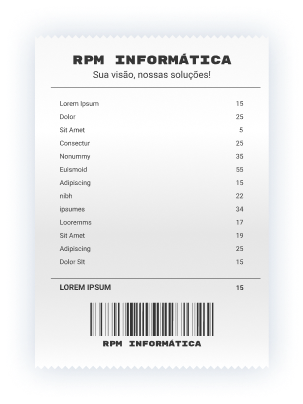 RPM INFORMÁTICA
Sua visão, nossas soluções!
Lorem Ipsum 15
Dolor 25
Sit Amet 5
Consectur 25
Nonummy 35
Euismoid 55
Adipiscing 15
nibh 22
ipsumes 34
Looremms 17
Sit Amet 19
Adipiscing 25
Dolor SIt 15
LOREM IPSUM 15
RPM INFORMÁTICA